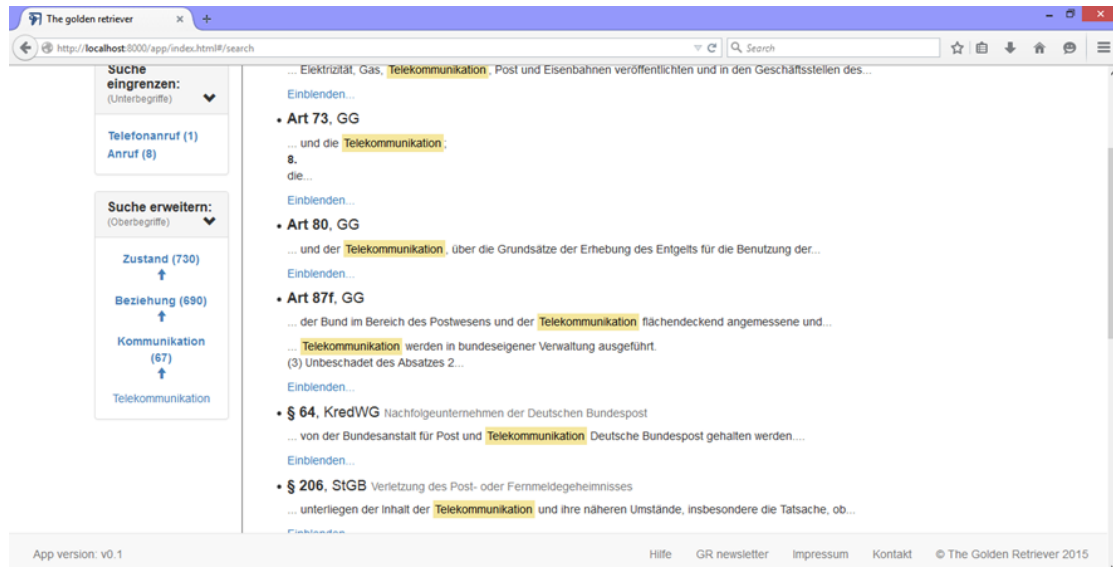 The golden retriever
http://localhost:8000/app/index.html#/search
Search
Suche eingrenzen:
(Unterbegriffe)
Telefonanruf (1)
Anruf (8)
Suche erweitern:
(Oberbegriffe)
Zustand (730)
Beziehung (690)
Kommunikation
(67)
Telekommunikation
... Elektrizität, Gas, Telekommunikation, Post und Eisenbahnen veröffentlichten und in den Geschäftsstellen des...
Einblenden...
• Art 73, GG
... und die Telekommunikation;
8.
die...
Einblenden...
• Art 80, GG
... und der Telekommunikation, über die Grundsätze der Erhebung des Entgelts für die Benutzung der...
Einblenden...
• Art 87f, GG
... der Bund im Bereich des Postwesens und der Telekommunikation flächendeckend angemessene und...
... Telekommunikation werden in bundeseigener Verwaltung ausgeführt.
(3) Unbeschadet des Absatzes 2...
Einblenden...
• § 64, KredWG Nachfolgeunternehmen der Deutschen Bundespost
... von der Bundesanstalt für Post und Telekommunikation Deutsche Bundespost gehalten werden....
Einblenden...
• § 206, StGB Verletzung des Post- oder Fernmeldegeheimnisses
... unterliegen der Inhalt der Telekommunikation und ihre näheren Umstände, insbesondere die Tatsache, ob...
Einblenden...
App version: v0.1
Hilfe GR newsletter Impressum Kontakt © The Golden Retriever 2015